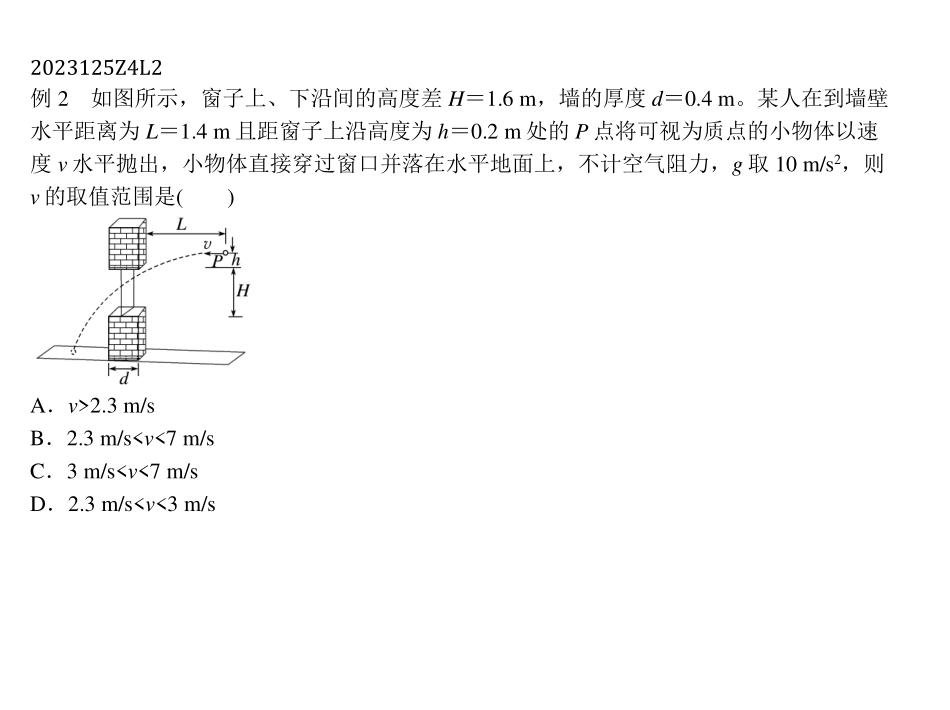 2023125Z4L2
例 2　如图所示，窗子上、下沿间的高度差 H＝1.6 m，墙的厚度 d＝0.4 m。某人在到墙壁
水平距离为 L＝1.4 m 且距窗子上沿高度为 h＝0.2 m 处的 P 点将可视为质点的小物体以速
度 v 水平抛出，小物体直接穿过窗口并落在水平地面上，不计空气阻力，g 取 10 m/s²，则
v 的取值范围是(　　)
L
v
P h
H
d
A．v>2.3 m/s
B．2.3 m/s<v<7 m/s
C．3 m/s<v<7 m/s
D．2.3 m/s<v<3 m/s